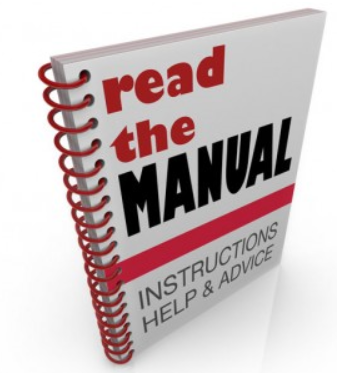 read
the
MANUAL
INSTRUCTIONS
HELP & ADVICE